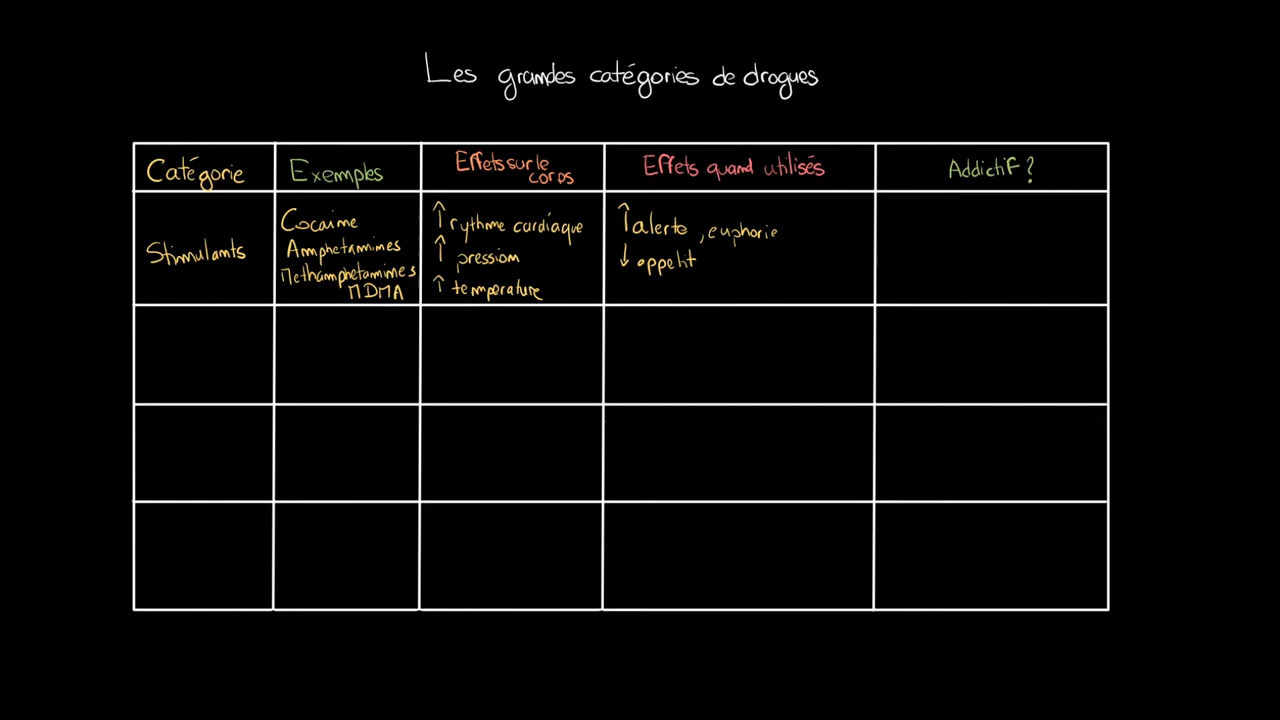 Les grandes catégories de drogues
Catégorie
Exemples
Effets sur le
corps
Effets quand utilisés
Addictif ?
Stimulants
Cocaine
Amphetamines
Methamphetamines
MDMA
↑ rythme cardiaque
↑ pression
↑ temperature
↑ alerte , euphorie
↓ appetit